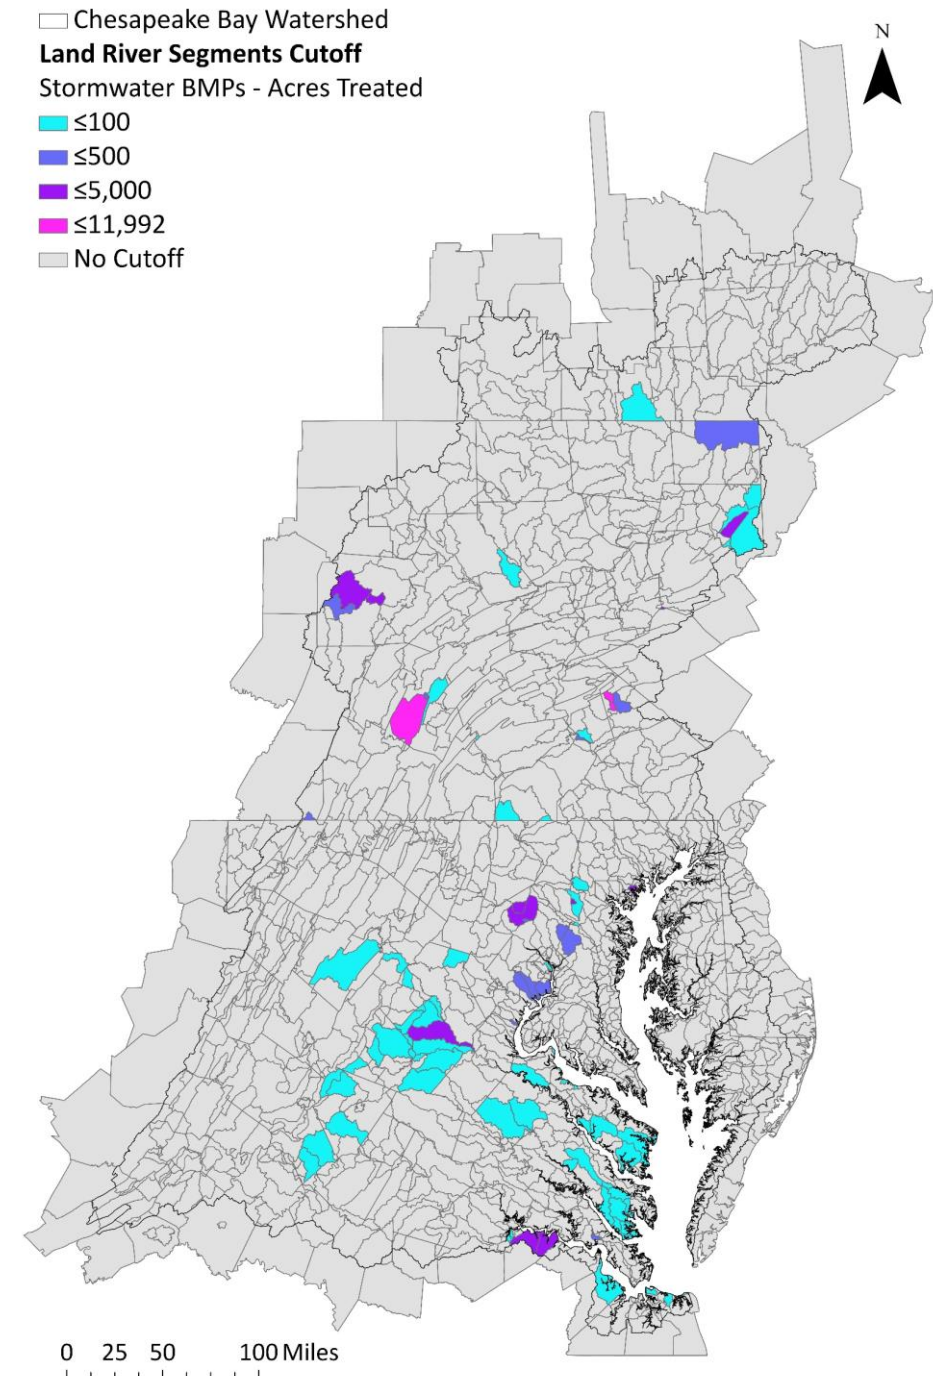 Chesapeake Bay Watershed
Land River Segments Cutoff
Stormwater BMPs - Acres Treated
≤100
≤500
≤5,000
≤11,992
No Cutoff
N
0 25 50 100 Miles